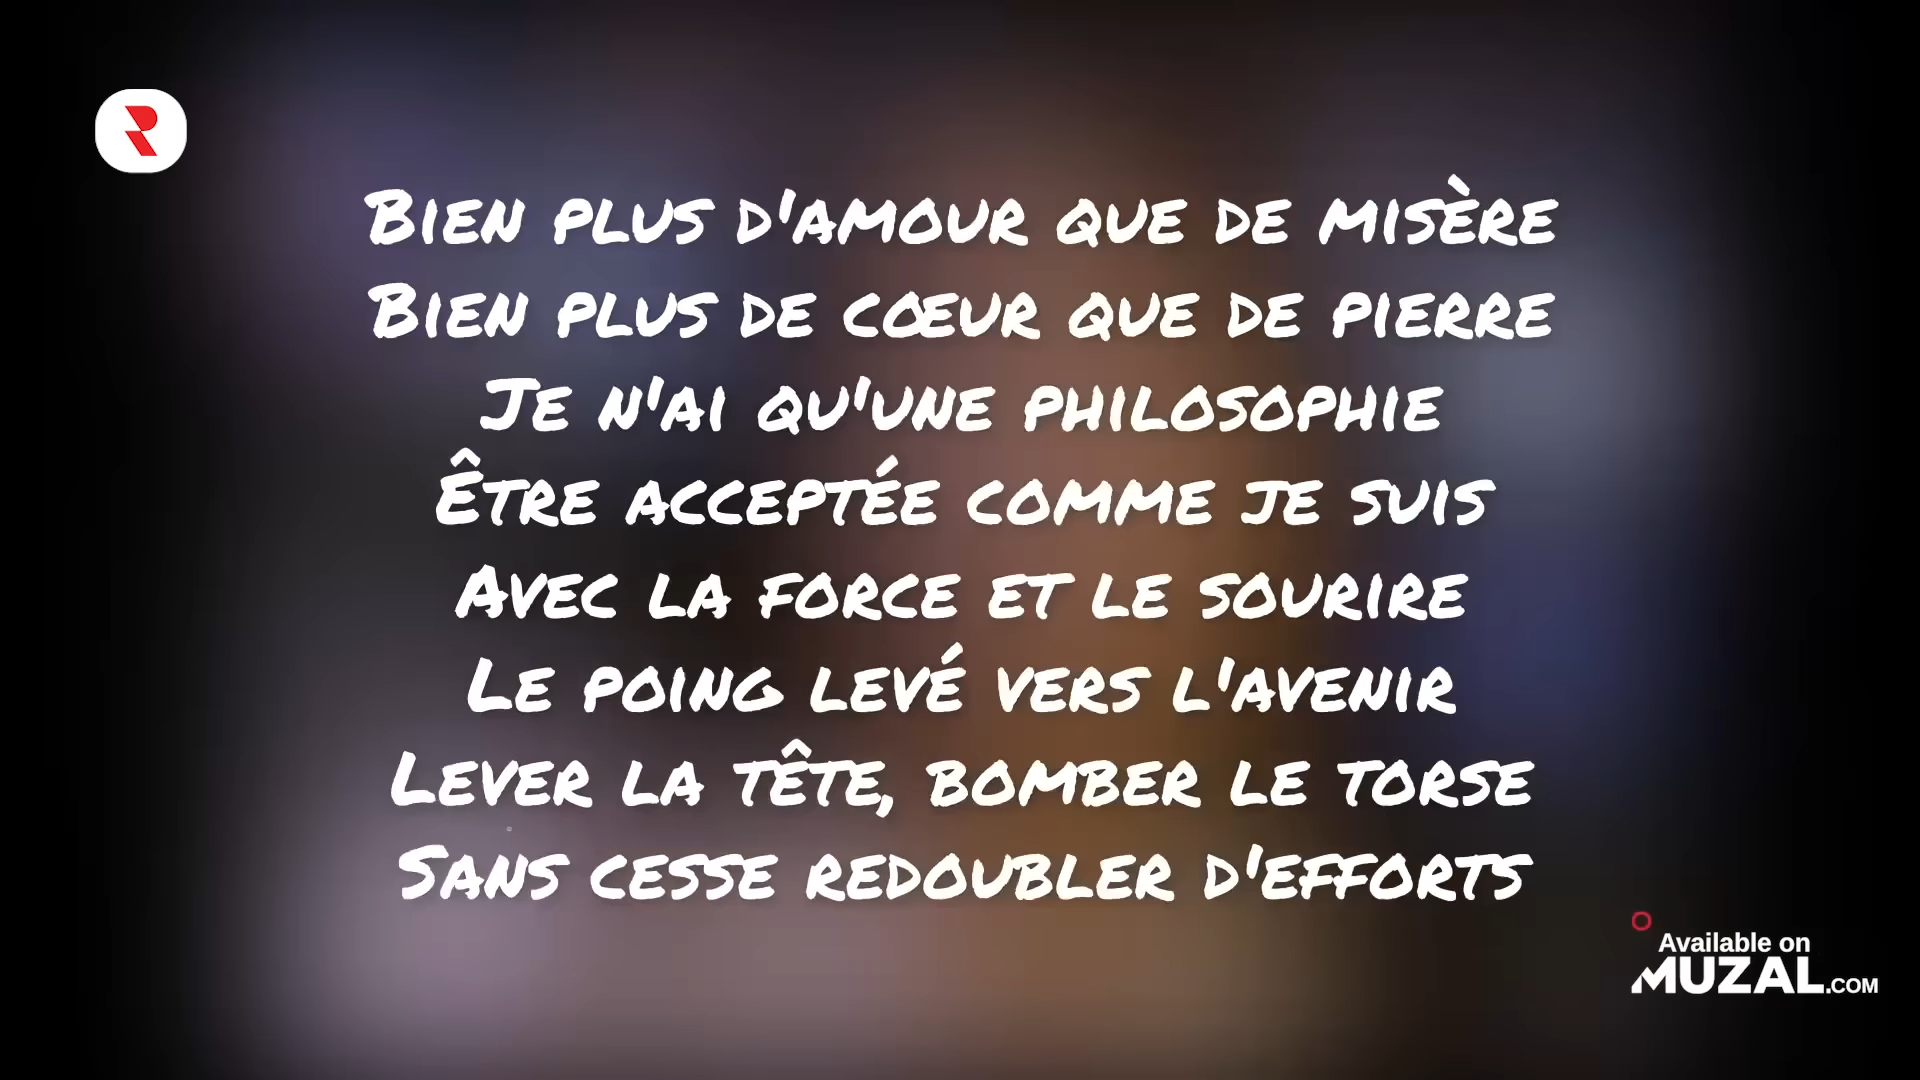 R
Bien plus d'amour que de misère
Bien plus de cœur que de pierre
Je n'ai qu'une philosophie
Être acceptée comme je suis
Avec la force et le sourire
Le poing levé vers l'avenir
Lever la tête, bomber le torse
Sans cesse redoubler d'efforts
Available on
MUZAL.COM